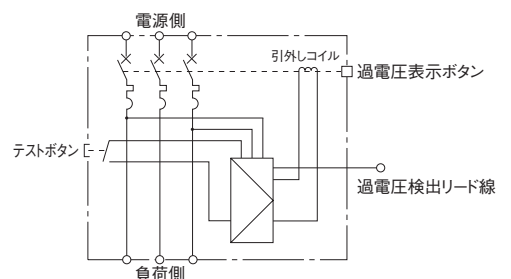 電源側
引外しコイル
過電圧表示ボタン
テストボタン
過電圧検出リード線
負荷側